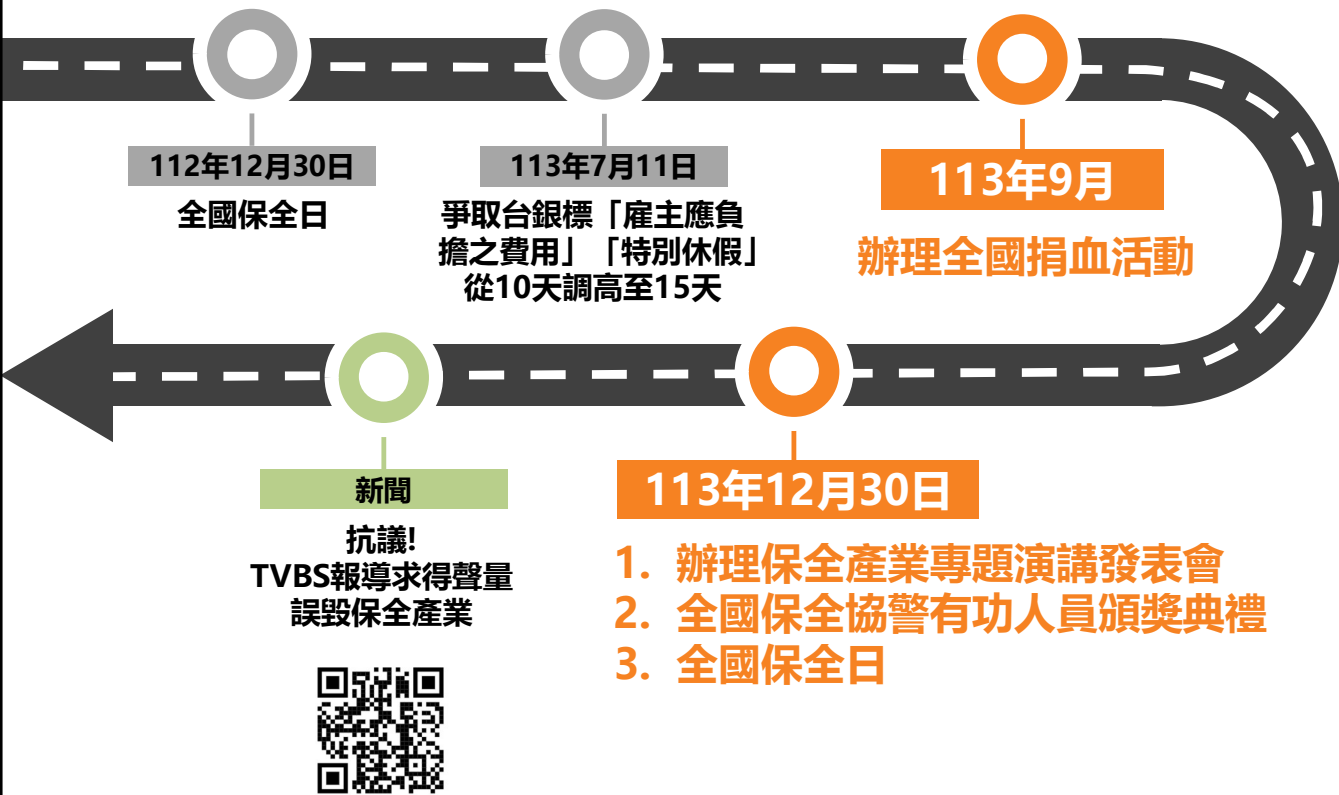 112年12月30日
全國保全日
113年7月11日
爭取台銀標「雇主應負
擔之費用」「特別休假」
從10天調高至15天
113年9月
辦理全國捐血活動
新聞
抗議!
TVBS報導求得聲量
誤毀保全產業
113年12月30日
1. 辦理保全產業專題演講發表會
2. 全國保全協警有功人員頒獎典禮
3. 全國保全日